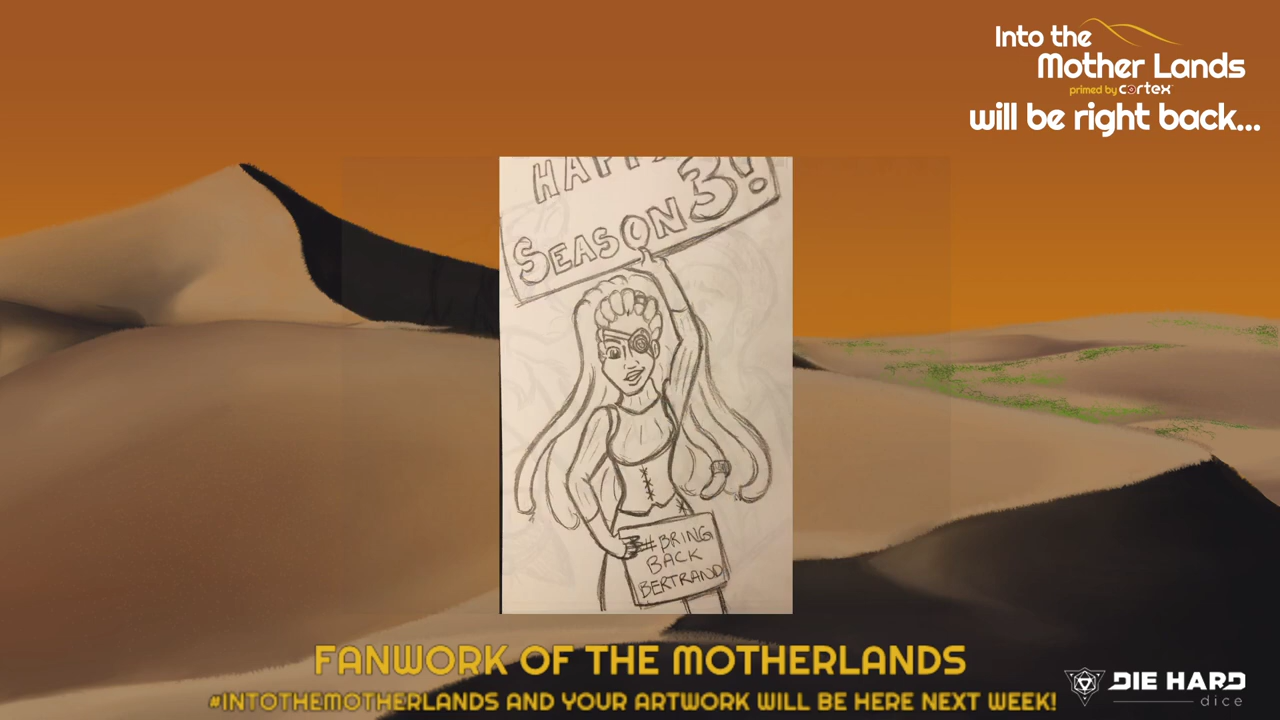 Into the
Mother Lands
primed by cortex
will be right back...
HAPPY
SEASON 3!
#BRING
BACK
BERTRAND
FANWORK OF THE MOTHERLANDS
#INTOTHEMOTHERLANDS AND YOUR ARTWORK WILL BE HERE NEXT WEEK!
DIE HARD
dice